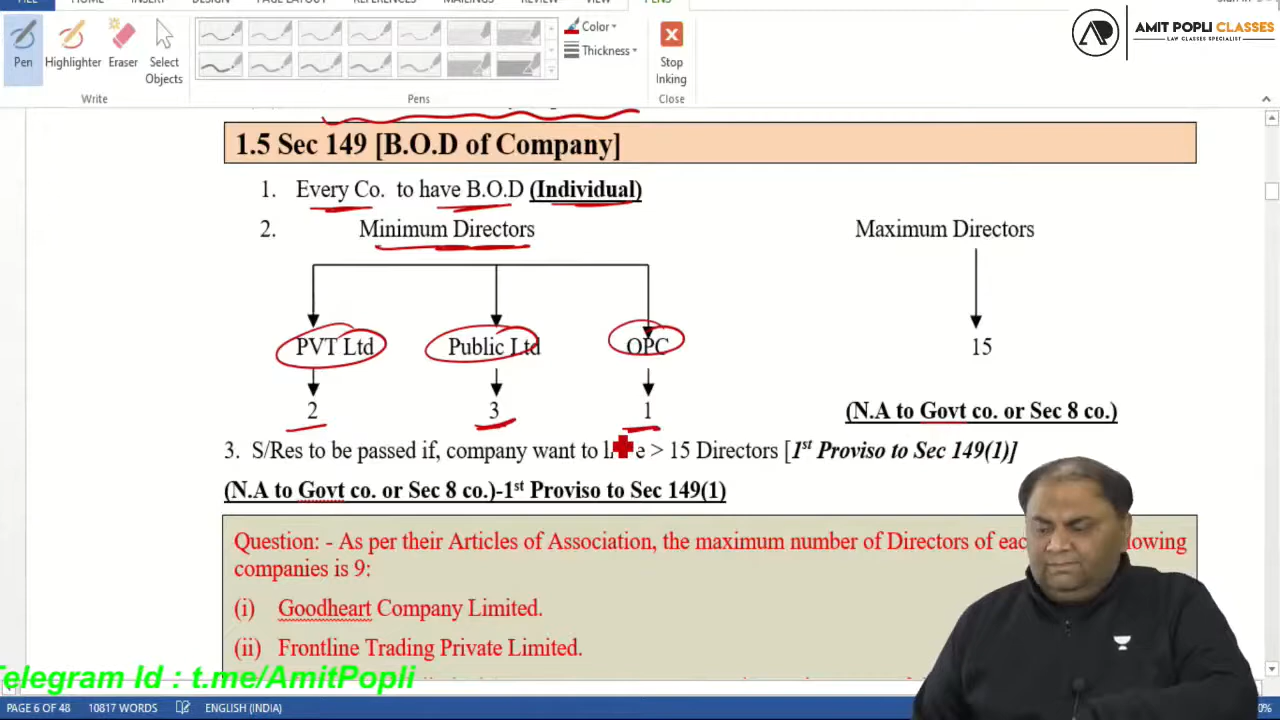 Color
Thickness
Pen
Highlighter
Eraser
Select
Objects
Stop
Inking
Write
Pens
Close
AMIT POPLI CLASSES
LAW CLASSES SPECIALIST
1.5 Sec 149 [B.O.D of Company]
1. Every Co. to have B.O.D (Individual)
2. Minimum Directors Maximum Directors
PVT Ltd Public Ltd OPC 15
2 3 1 (N.A to Govt co. or Sec 8 co.)
3. S/Res to be passed if, company want to > 15 Directors [1st Proviso to Sec 149(1)]
(N.A to Govt co. or Sec 8 co.)-1st Proviso to Sec 149(1)
Question: - As per their Articles of Association, the maximum number of Directors of
companies is 9:
(i) Goodheart Company Limited.
(ii) Frontline Trading Private Limited.
Telegram Id : t.me/AmitPopli
PAGE 6 OF 48 10817 WORDS ENGLISH (INDIA)